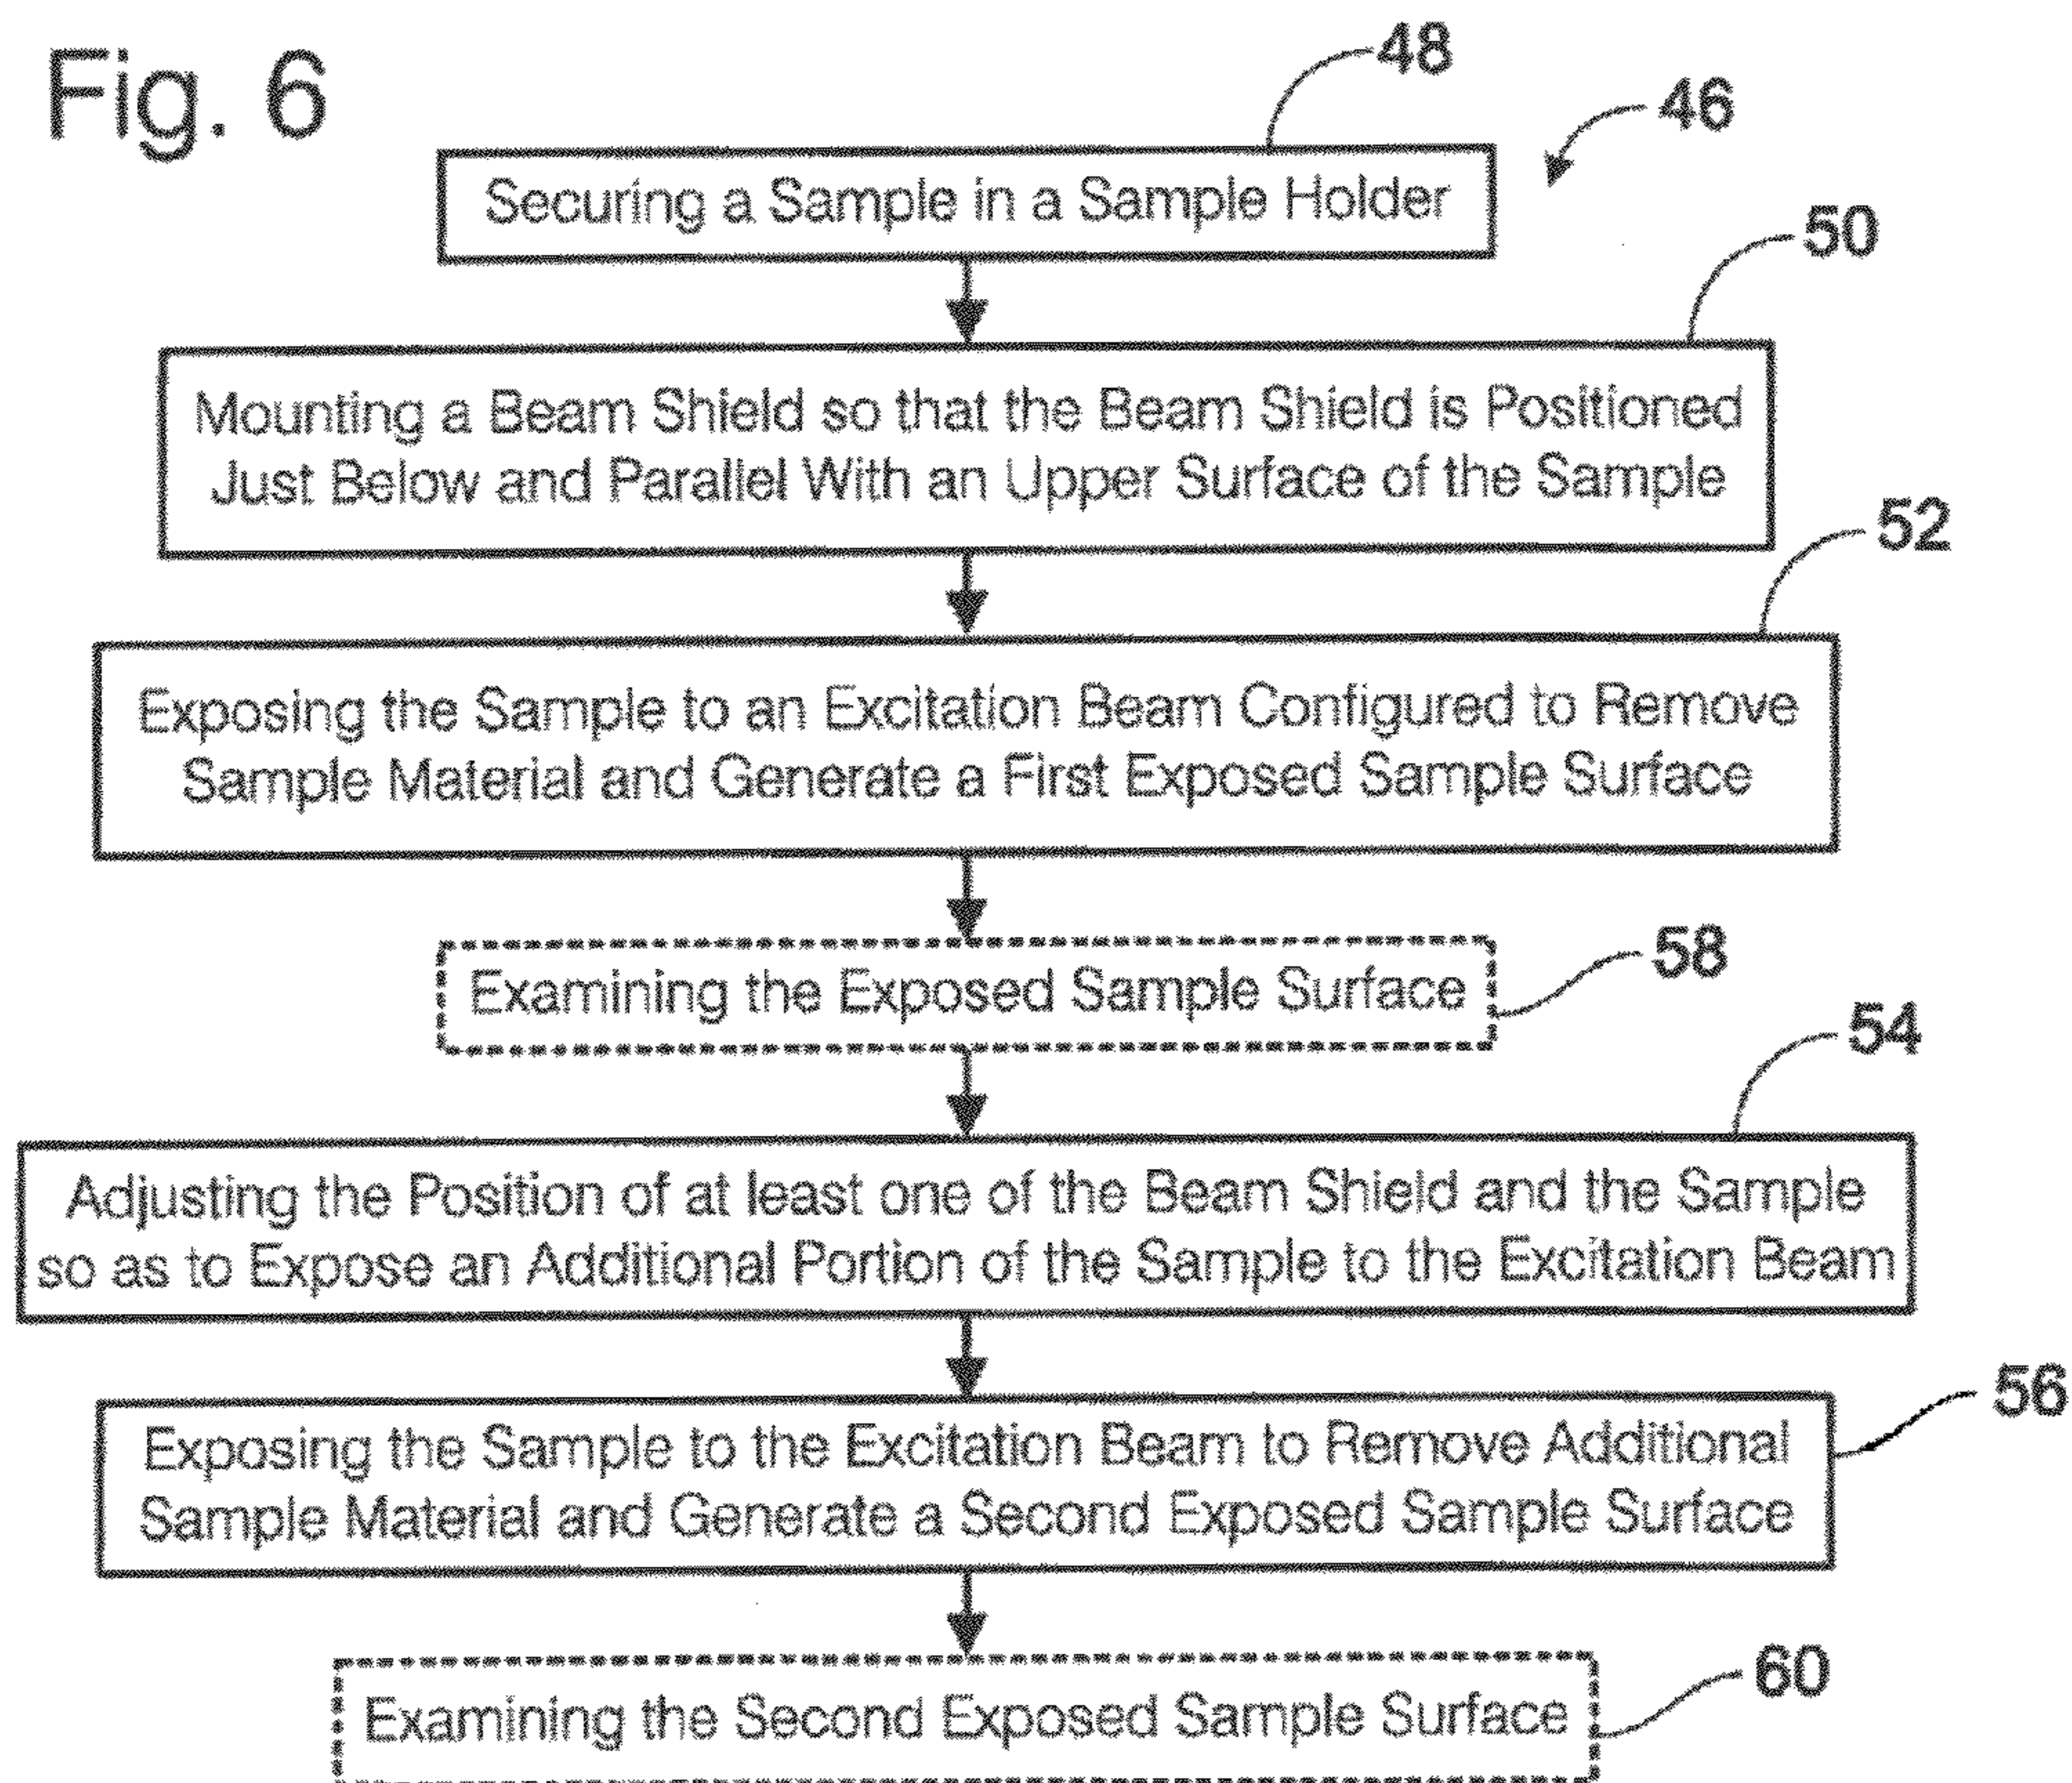 Fig. 6
48
46
Securing a Sample in a Sample Holder
50
Mounting a Beam Shield so that the Beam Shield is Positioned
Just Below and Parallel With an Upper Surface of the Sample
52
Exposing the Sample to an Excitation Beam Configured to Remove
Sample Material and Generate a First Exposed Sample Surface
58
Examining the Exposed Sample Surface
54
Adjusting the Position of at least one of the Beam Shield and the Sample
so as to Expose an Additional Portion of the Sample to the Excitation Beam
56
Exposing the Sample to the Excitation Beam to Remove Additional
Sample Material and Generate a Second Exposed Sample Surface
60
Examining the Second Exposed Sample Surface